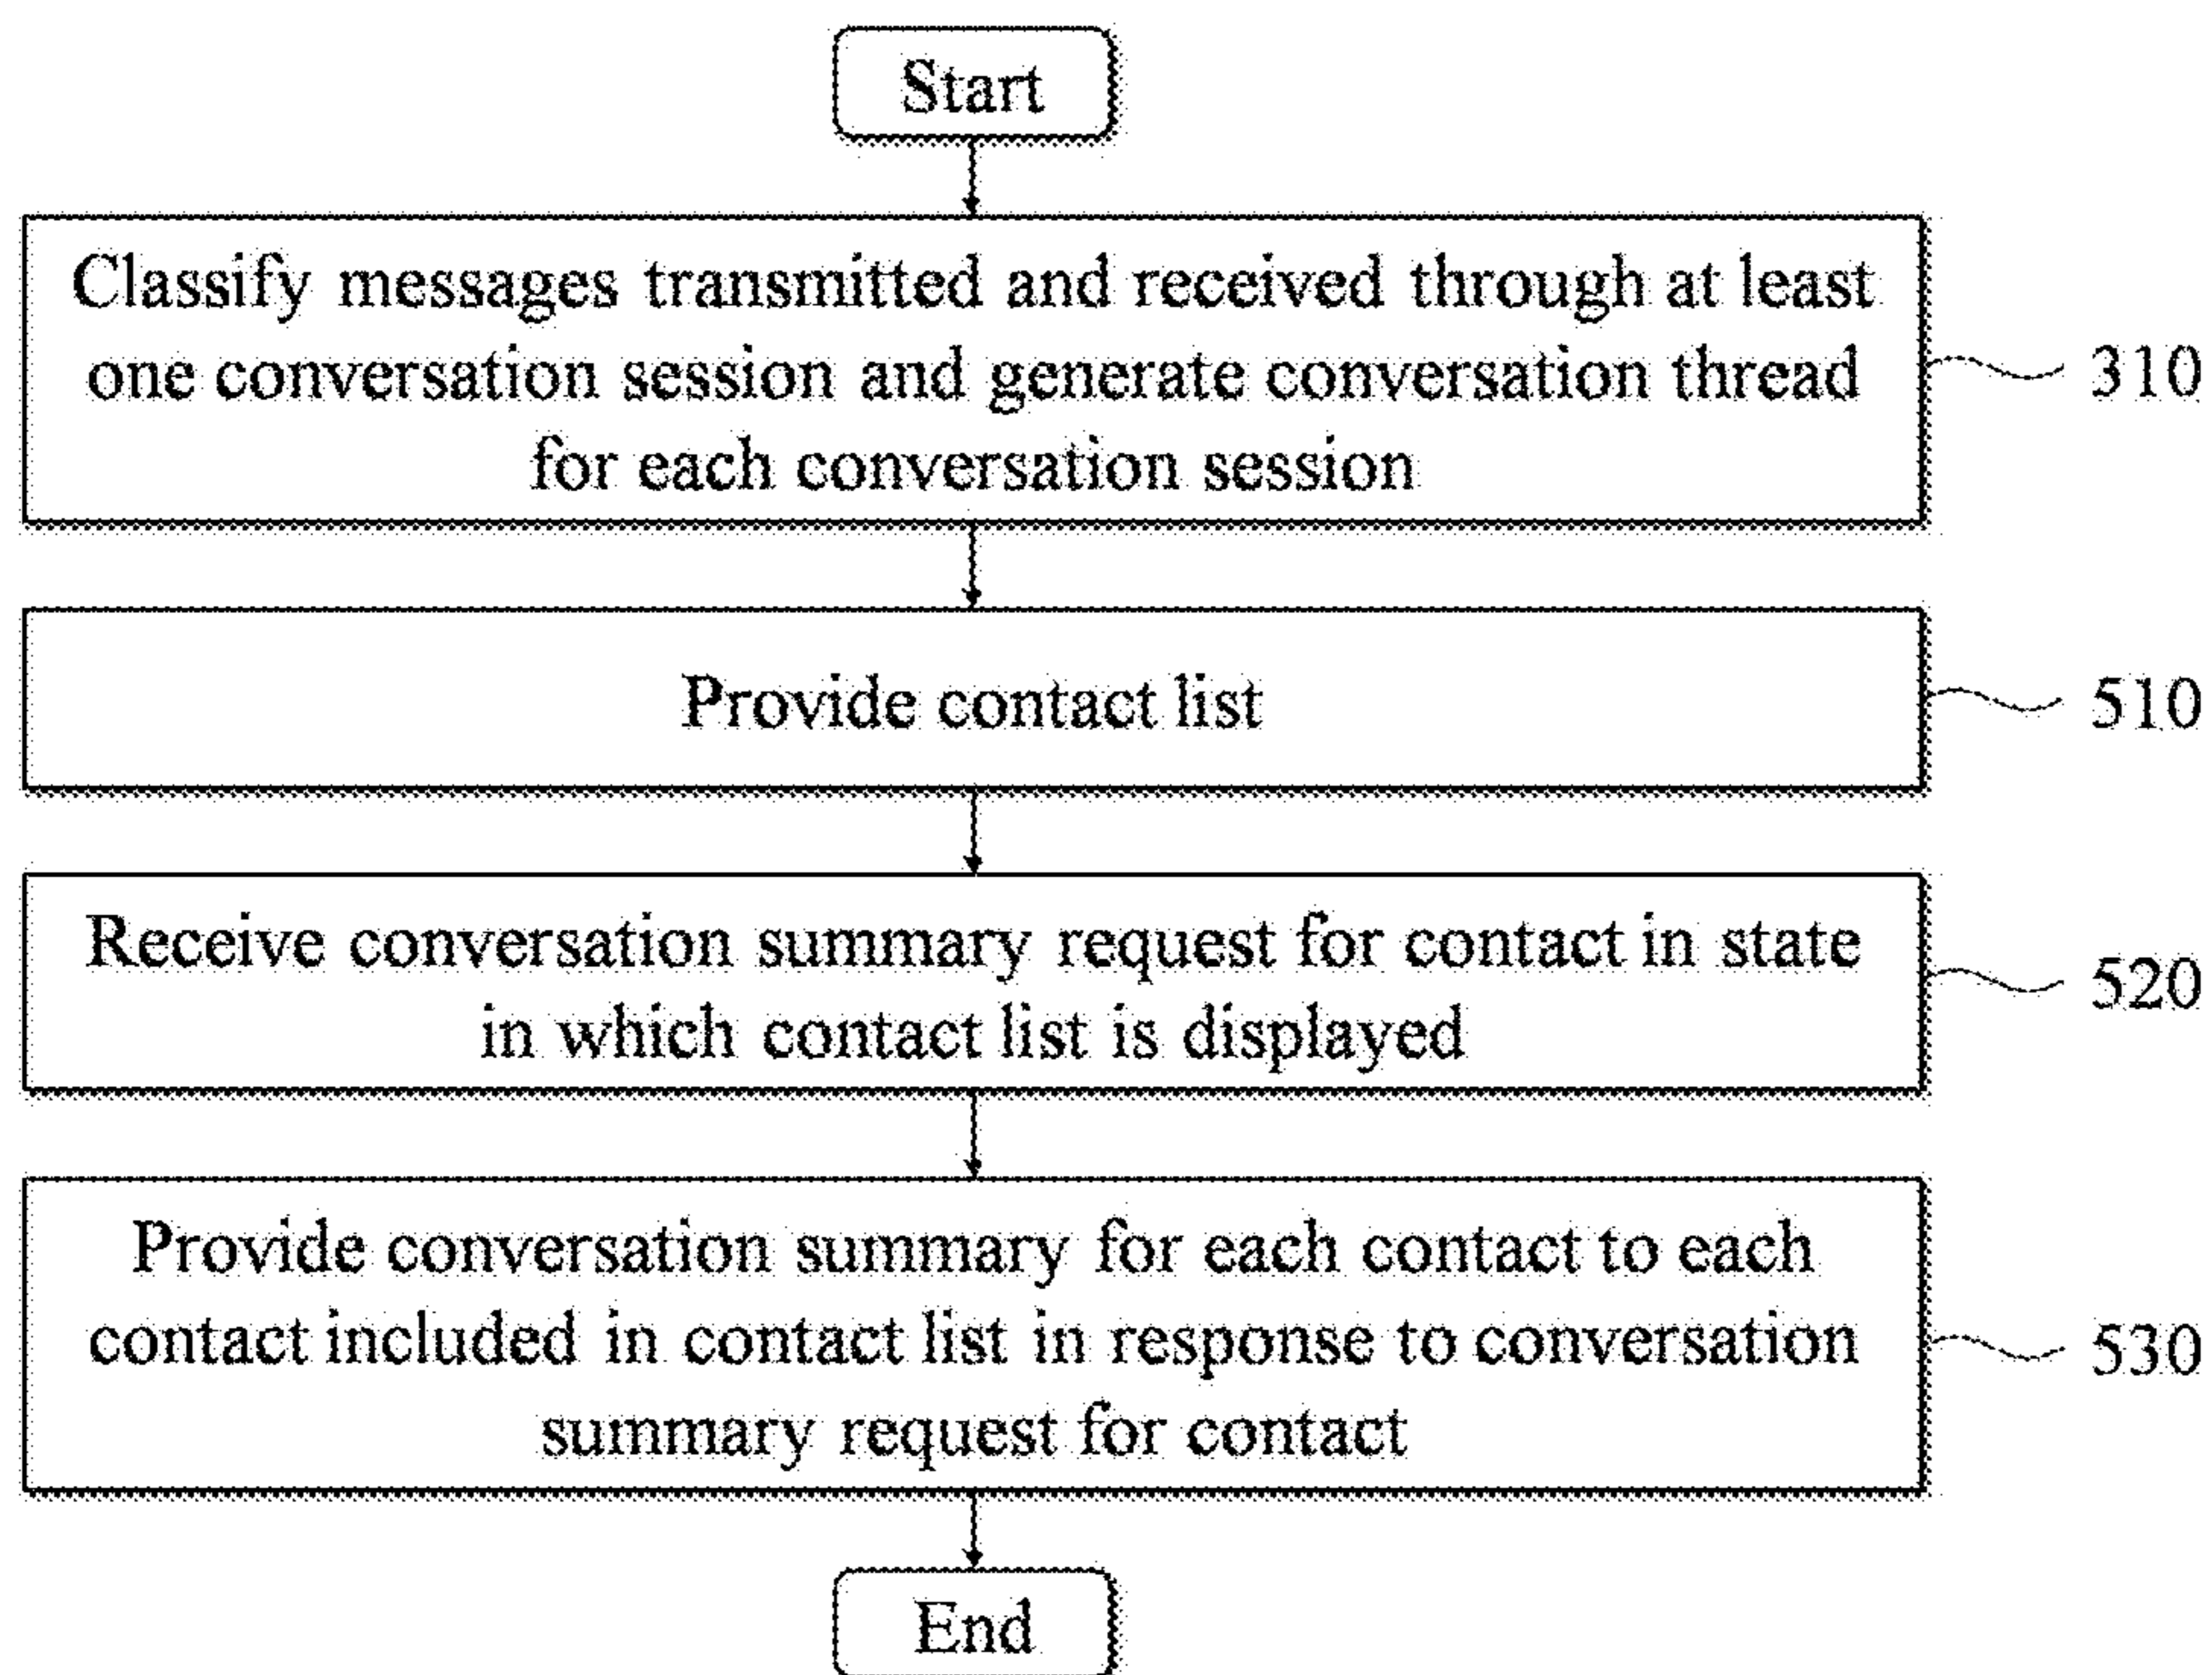 Start
Classify messages transmitted and received through at least
one conversation session and generate conversation thread
for each conversation session
310
Provide contact list
510
Receive conversation summary request for contact in state
in which contact list is displayed
520
Provide conversation summary for each contact to each
contact included in contact list in response to conversation
summary request for contact
530
End